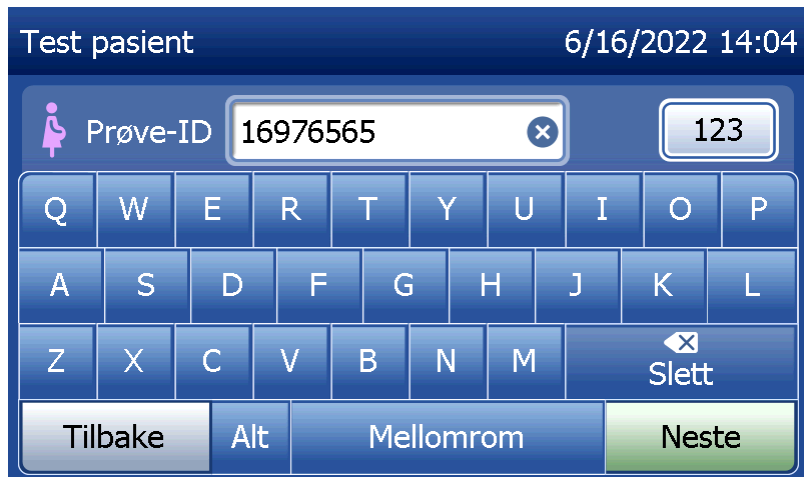 Test pasient 6/16/2022 14:04
Prøve-ID 16976565 123
Q W E R T Y U I O P
A S D F G H J K L
Z X C V B N M Slett
Tilbake Alt Mellomrom Neste